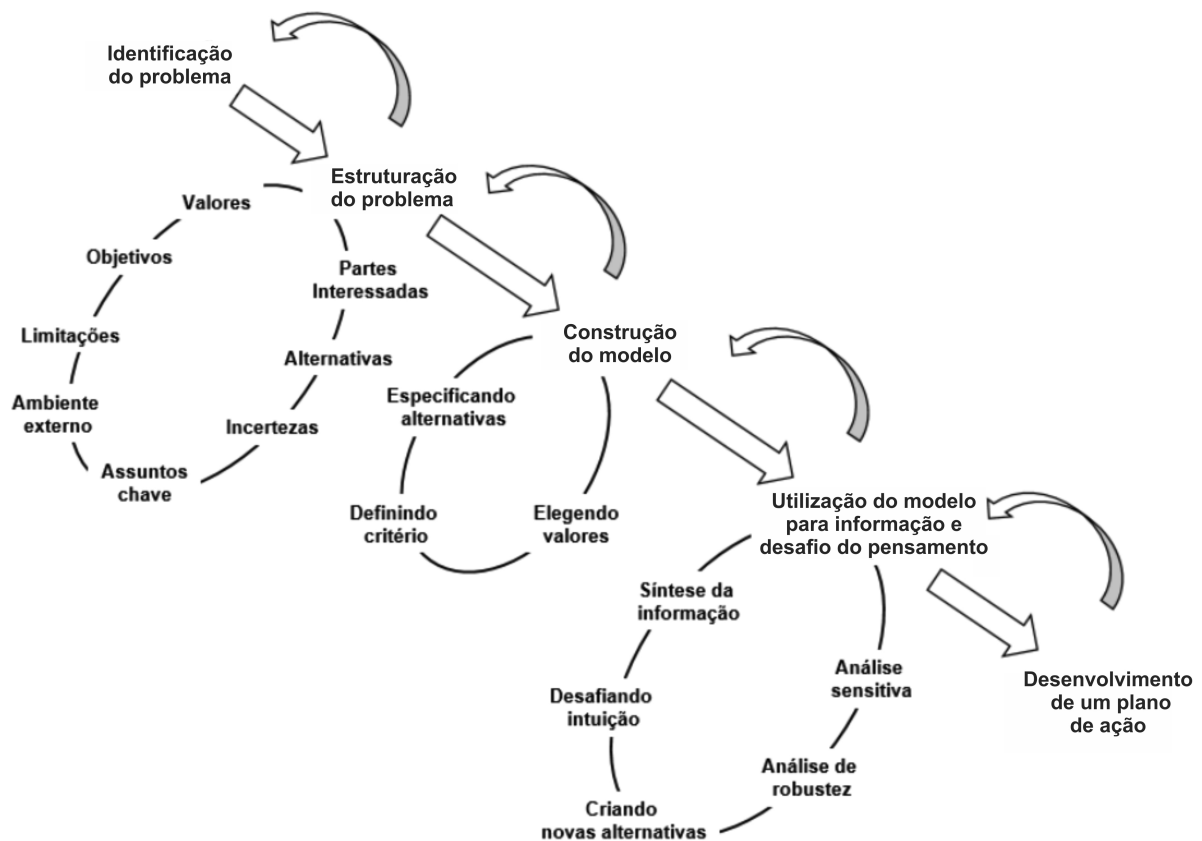 Identificação
do problema
Estruturação
do problema
Valores
Objetivos
Limitações
Ambiente
externo
Assuntos
chave
Incertezas
Alternativas
Partes
Interessadas
Construção
do modelo
Especificando
alternativas
Definindo
critério
Elegendo
valores
Utilização do modelo
para informação e
desafio do pensamento
Síntese da
informação
Desafiando
intuição
Criando
novas alternativas
Análise de
robustez
Análise
sensitiva
Desenvolvimento
de um plano
de ação